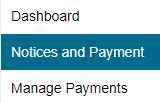 Dashboard
Notices and Payment
Manage Payments